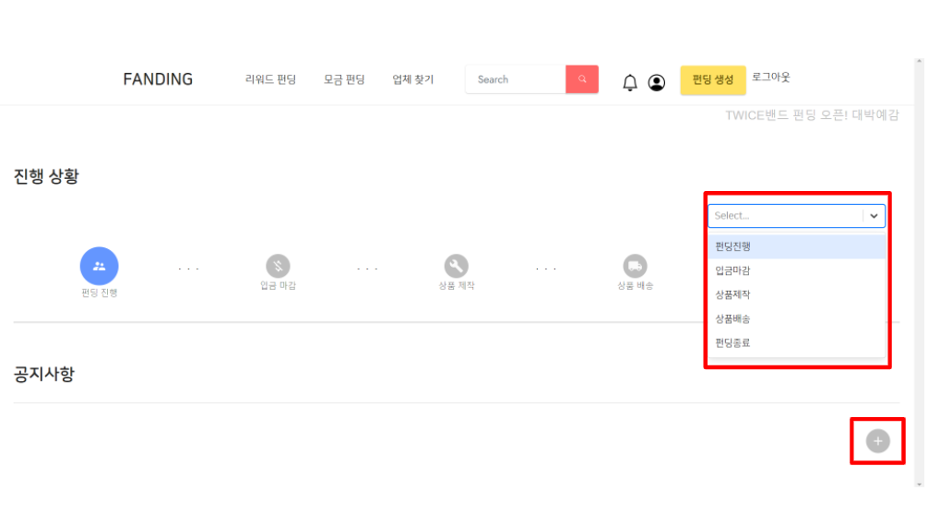 FANDING 리워드 펀딩 모금 펀딩 업체 찾기 Search 펀딩 생성 로그아웃
TWICE밴드 펀딩 오픈! 대박예감
진행 상황
Select...
펀딩진행
입금마감
상품제작
상품배송
펀딩종료
펀딩 진행 ... 입금 마감 ... 상품 제작 ... 상품 배송
공지사항